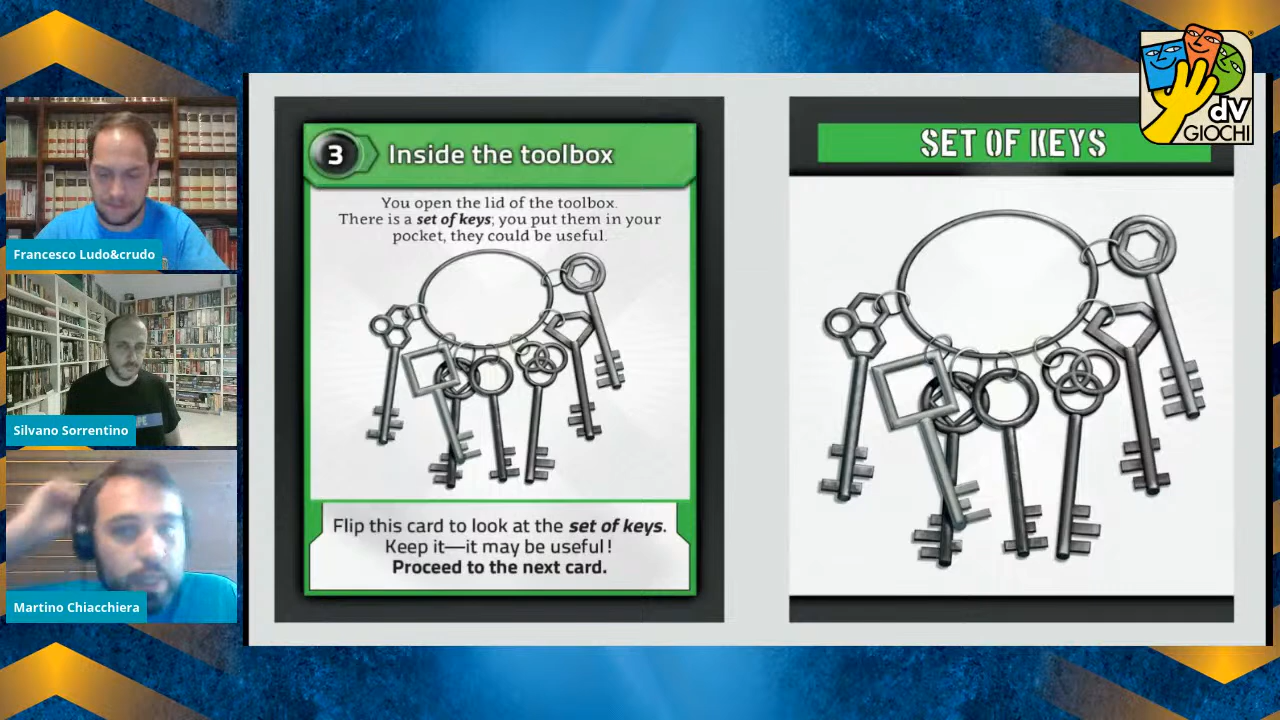 dv
GIOCHI
Francesco Ludo&crudo
Silvano Sorrentino
Martino Chiacchiera
3
Inside the toolbox
You open the lid of the toolbox.
There is a set of keys; you put them in your
pocket, they could be useful.
Flip this card to look at the set of keys.
Keep it—it may be useful!
Proceed to the next card.
SET OF KEYS